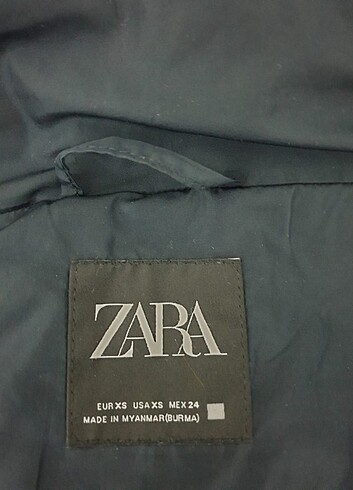 ZARA
EUR XS USA XS MEX 24
MADE IN MYANMAR(BURMA)